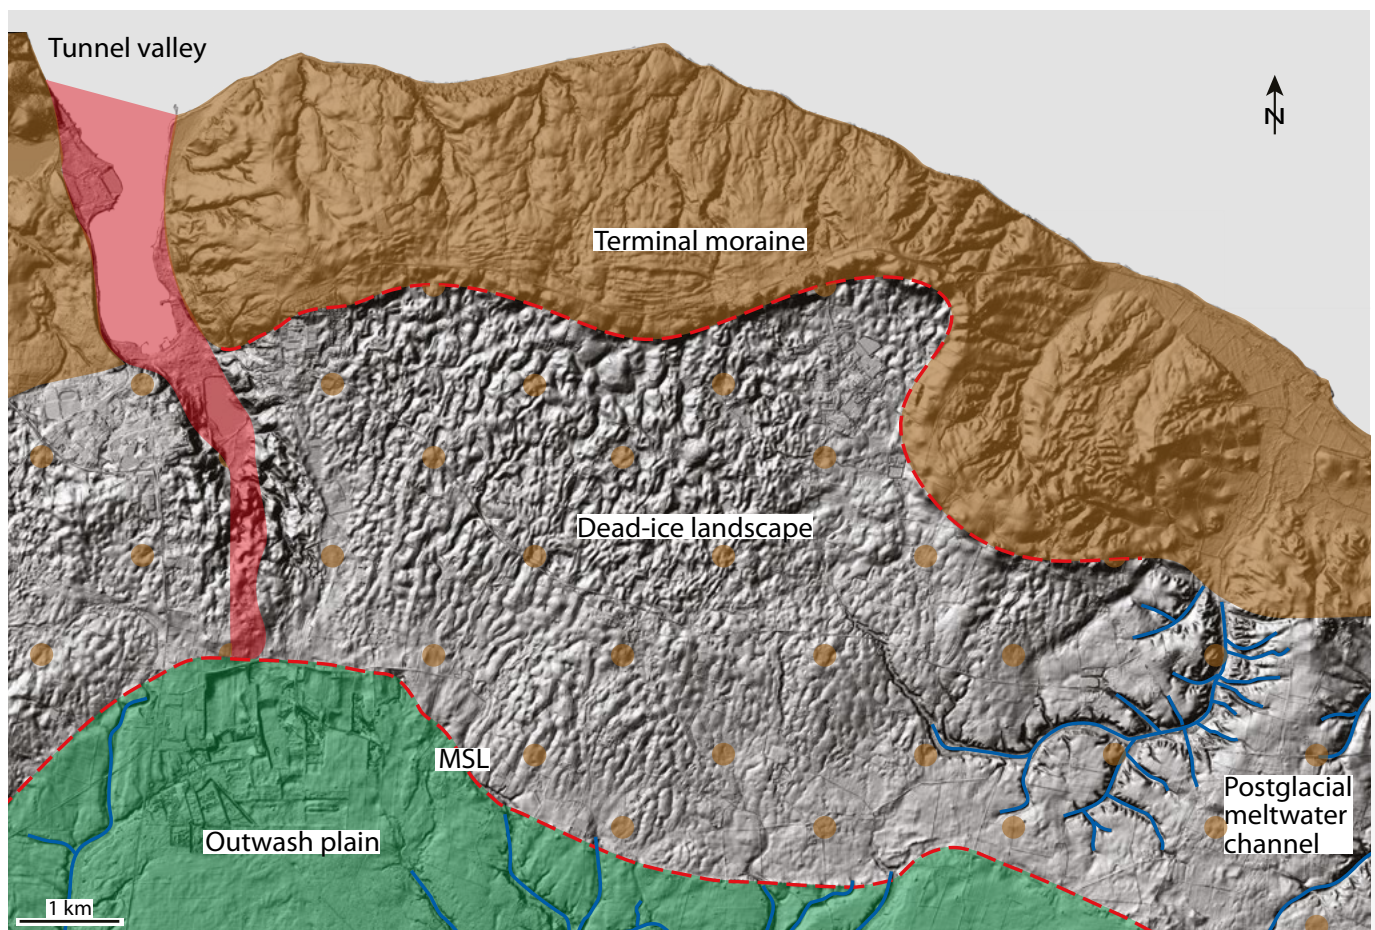 Tunnel valley
N
Terminal moraine
Dead-ice landscape
MSL
Postglacial
meltwater
channel
Outwash plain
1 km